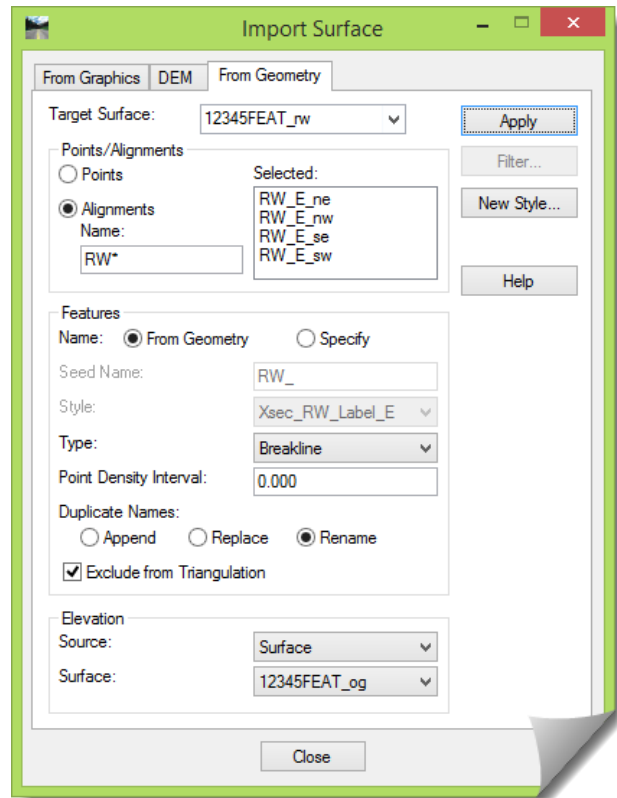 Import Surface
From Graphics DEM From Geometry
Target Surface: 12345FEAT_rw
Apply
Points/Alignments
Points Selected:
Filter...
Alignments
Name:
RW*
RW_E_ne
RW_E_nw
RW_E_se
RW_E_sw
New Style...
Help
Features
Name: From Geometry Specify
Seed Name: RW_
Style: Xsec_RW_Label_E
Type: Breakline
Point Density Interval: 0.000
Duplicate Names:
Append Replace Rename
Exclude from Triangulation
Elevation
Source: Surface
Surface: 12345FEAT_og
Close